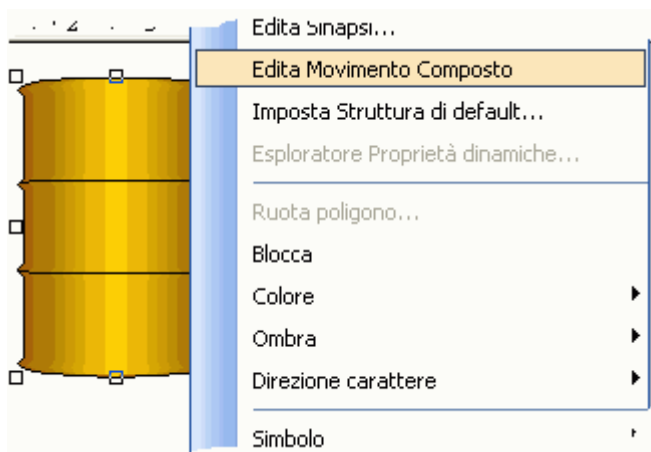 Edita Sinapsi...
Edita Movimento Composto
Imposta Struttura di default...
Esploratore Proprietà dinamiche...
Ruota poligono...
Blocca
Colore
Ombra
Direzione carattere
Simbolo